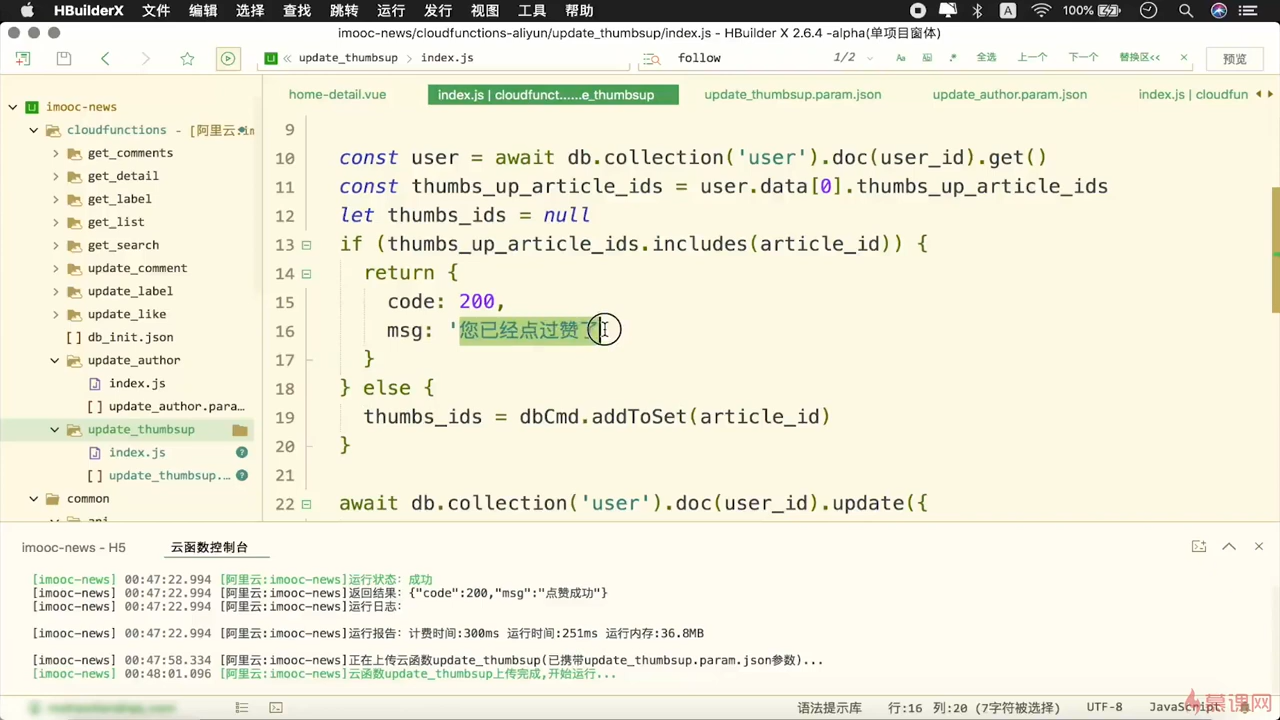 HBuilderX 文件 编辑 选择 查找 跳转 运行 发行 视图 工具 帮助 A 100%
imooc-news/cloudfunctions-aliyun/update_thumbsup/index.js - HBuilder X 2.6.4 -alpha(单项目窗体)
update_thumbsup index.js follow 1/2 Aa 全选 上一个 下一个 替换区<< 预览
home-detail.vue index.js | cloudfunct......e_thumbsup update_thumbsup.param.json update_author.param.json index.js | cloudfun
imooc-news
cloudfunctions - [阿里云:im
get_comments
get_detail
get_label
get_list
get_search
update_comment
update_label
update_like
db_init.json
update_author
index.js
update_author.para...
update_thumbsup
index.js
update_thumbsup....
common
9
10 const user = await db.collection('user').doc(user_id).get()
11 const thumbs_up_article_ids = user.data[0].thumbs_up_article_ids
12 let thumbs_ids = null
13 if (thumbs_up_article_ids.includes(article_id)) {
14 return {
15 code: 200,
16 msg: '您已经点过赞了
17 }
18 } else {
19 thumbs_ids = dbCmd.addToSet(article_id)
20 }
21
22 await db.collection('user').doc(user_id).update({
imooc-news - H5 云函数控制台
[imooc-news] 00:47:22.994 [阿里云:imooc-news]运行状态: 成功
[imooc-news] 00:47:22.994 [阿里云:imooc-news]返回结果: {"code":200,"msg":"点赞成功"}
[imooc-news] 00:47:22.994 [阿里云:imooc-news]运行日志:
[imooc-news] 00:47:22.994 [阿里云:imooc-news]运行报告: 计费时间:300ms 运行时间:251ms 运行内存:36.8MB
[imooc-news] 00:47:58.334 [阿里云:imooc-news]正在上传云函数update_thumbsup(已携带update_thumbsup.param.json参数)...
[imooc-news] 00:48:01.096 [阿里云:imooc-news]云函数update_thumbsup上传完成,开始运行...
语法提示库 行:16 列:20 (7字符被选择) UTF-8 JavaScript
慕课网